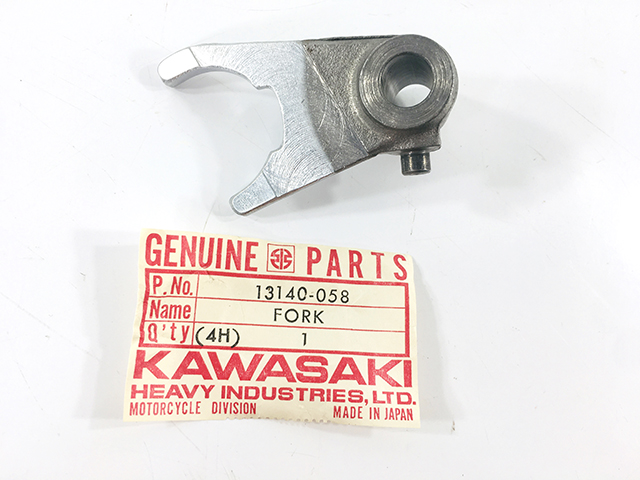 GENUINE PARTS
P. No. 13140-058
Name FORK
Q'ty (4H) 1
KAWASAKI
HEAVY INDUSTRIES, LTD.
MOTORCYCLE DIVISION MADE IN JAPAN